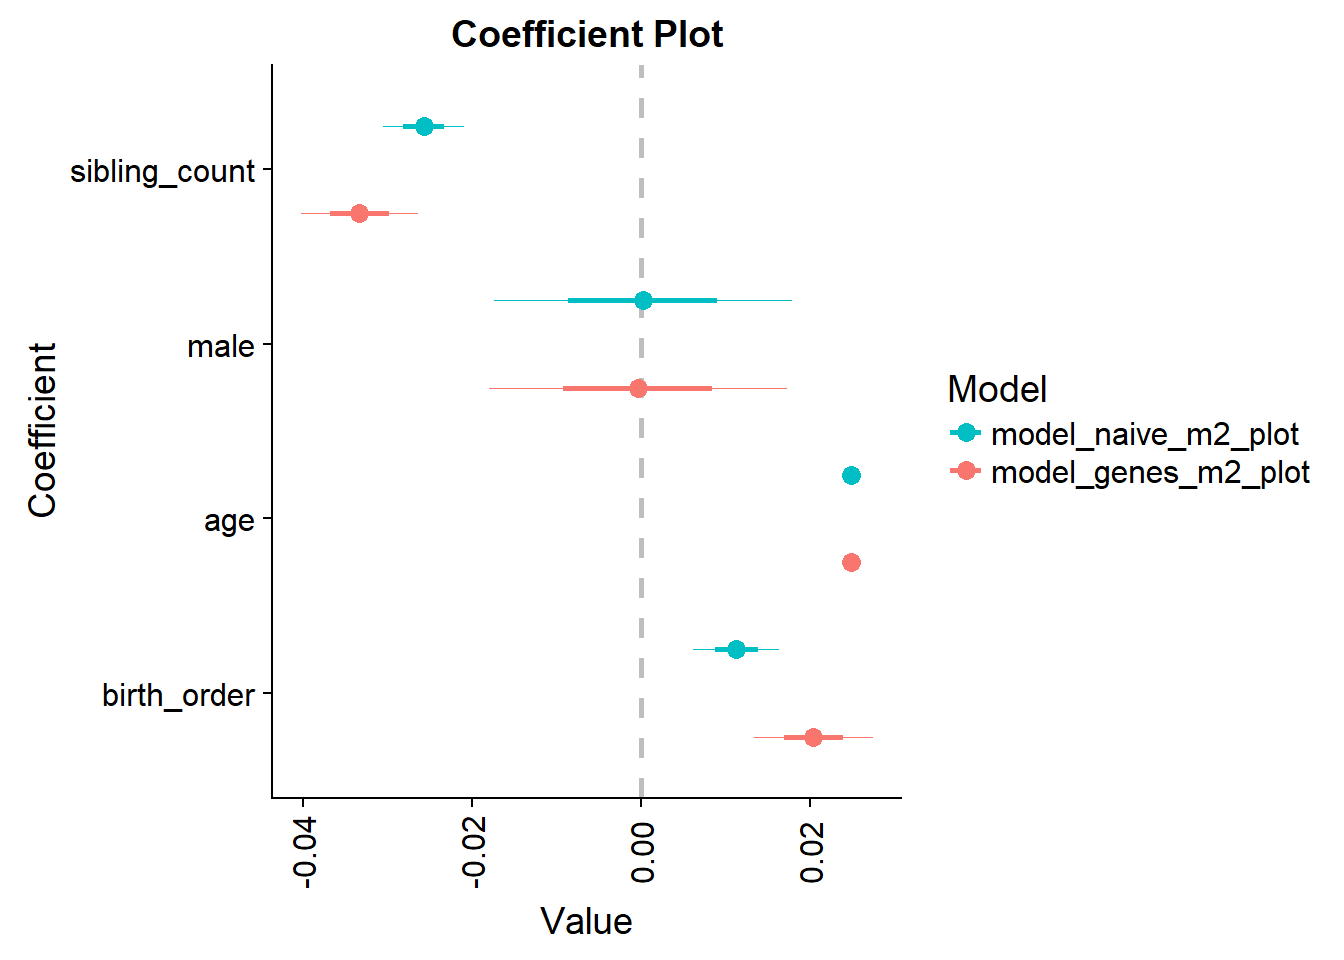 Coefficient Plot
Coefficient
sibling_count
male
age
birth_order
-0.04
-0.02
0.00
0.02
Value
Model
model_naive_m2_plot
model_genes_m2_plot